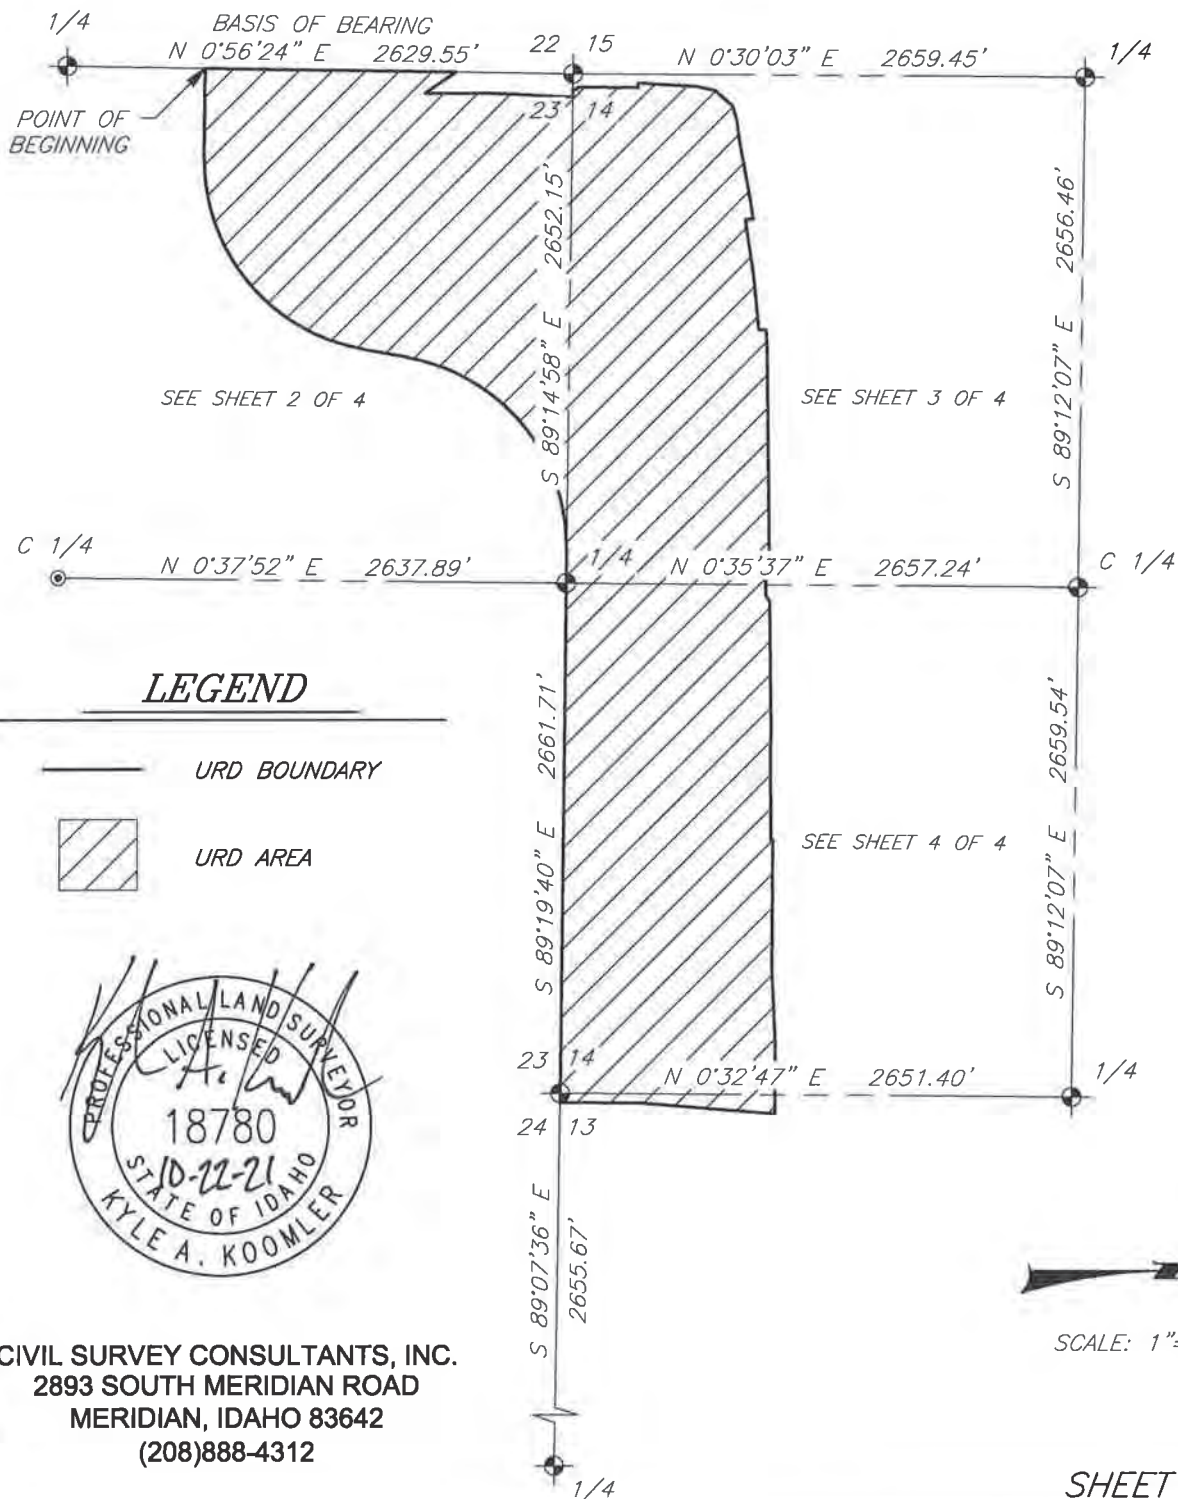 1/4
BASIS OF BEARING
N 0°56'24" E 2629.55'
22 15
N 0°30'03" E 2659.45'
1/4
POINT OF
BEGINNING
23 14
S 89°14'58" E 2652.15'
S 89°12'07" E 2656.46'
SEE SHEET 2 OF 4
SEE SHEET 3 OF 4
C 1/4
N 0°37'52" E 2637.89'
1/4
N 0°35'37" E 2657.24'
C 1/4
LEGEND
URD BOUNDARY
URD AREA
S 89°19'40" E 2661.71'
S 89°12'07" E 2659.54'
SEE SHEET 4 OF 4
23 14
N 0°32'47" E 2651.40'
1/4
24 13
PROFESSIONAL LAND SURVEYOR
LICENSED
18780
10-22-21
STATE OF IDAHO
KYLE A. KOOMLER
S 89°07'36" E
2655.67'
1/4
CIVIL SURVEY CONSULTANTS, INC.
2893 SOUTH MERIDIAN ROAD
MERIDIAN, IDAHO 83642
(208)888-4312
SCALE: 1"=
SHEET